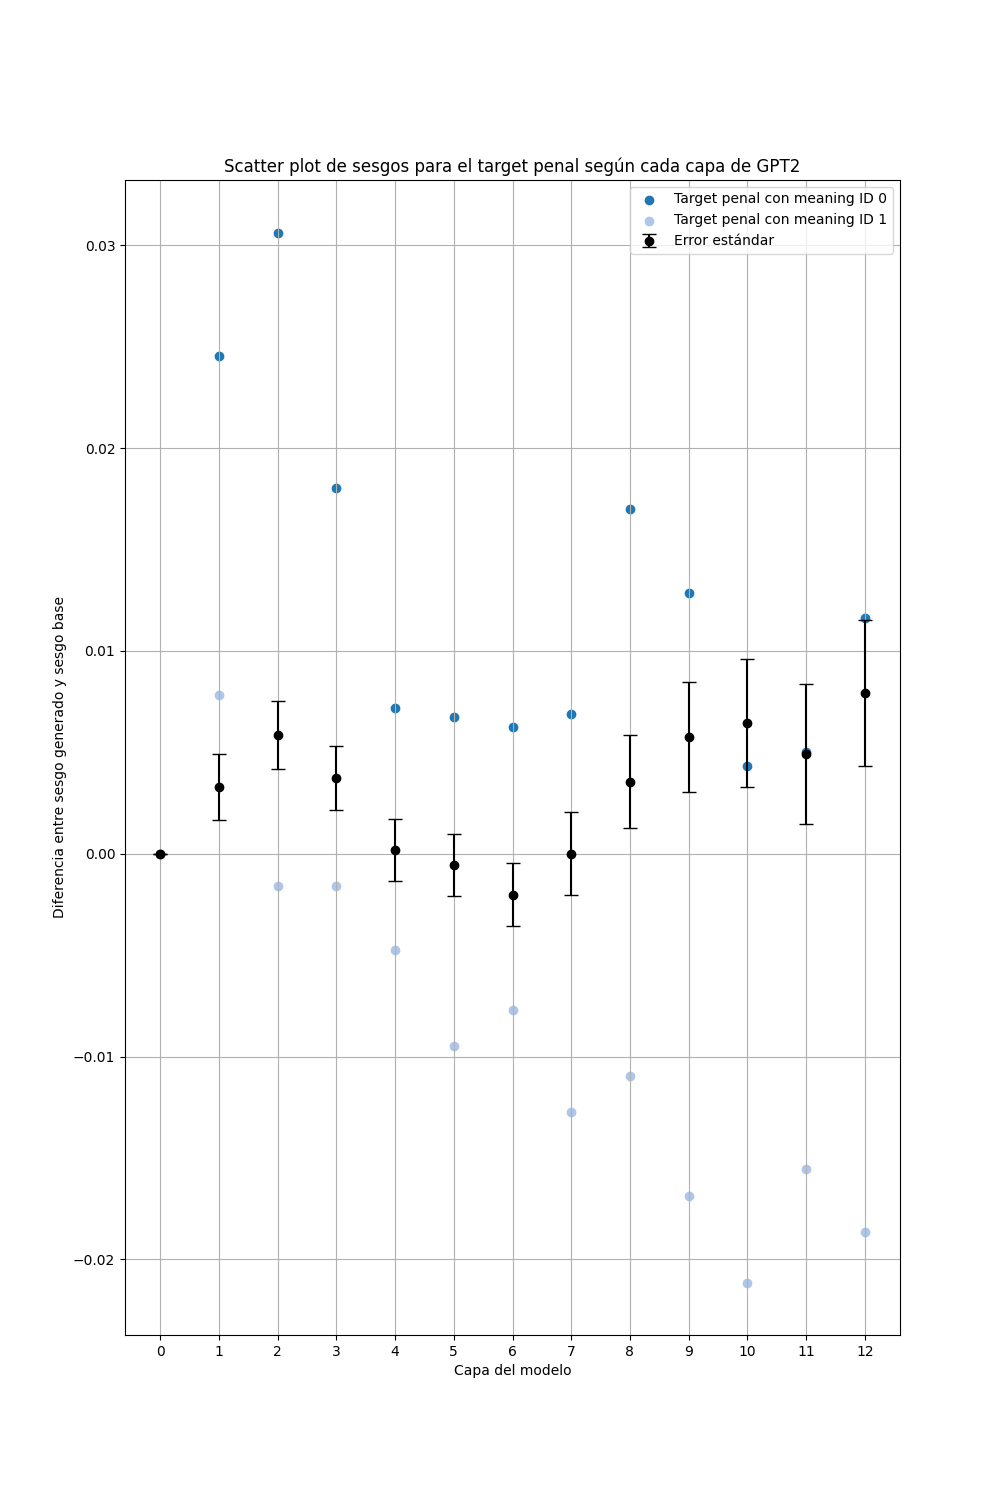 Scatter plot de sesgos para el target penal según cada capa de GPT2
Target penal con meaning ID 0
Target penal con meaning ID 1
Error estándar
Diferencia entre sesgo generado y sesgo base
0.03
0.02
0.01
0.00
−0.01
−0.02
0 1 2 3 4 5 6 7 8 9 10 11 12
Capa del modelo